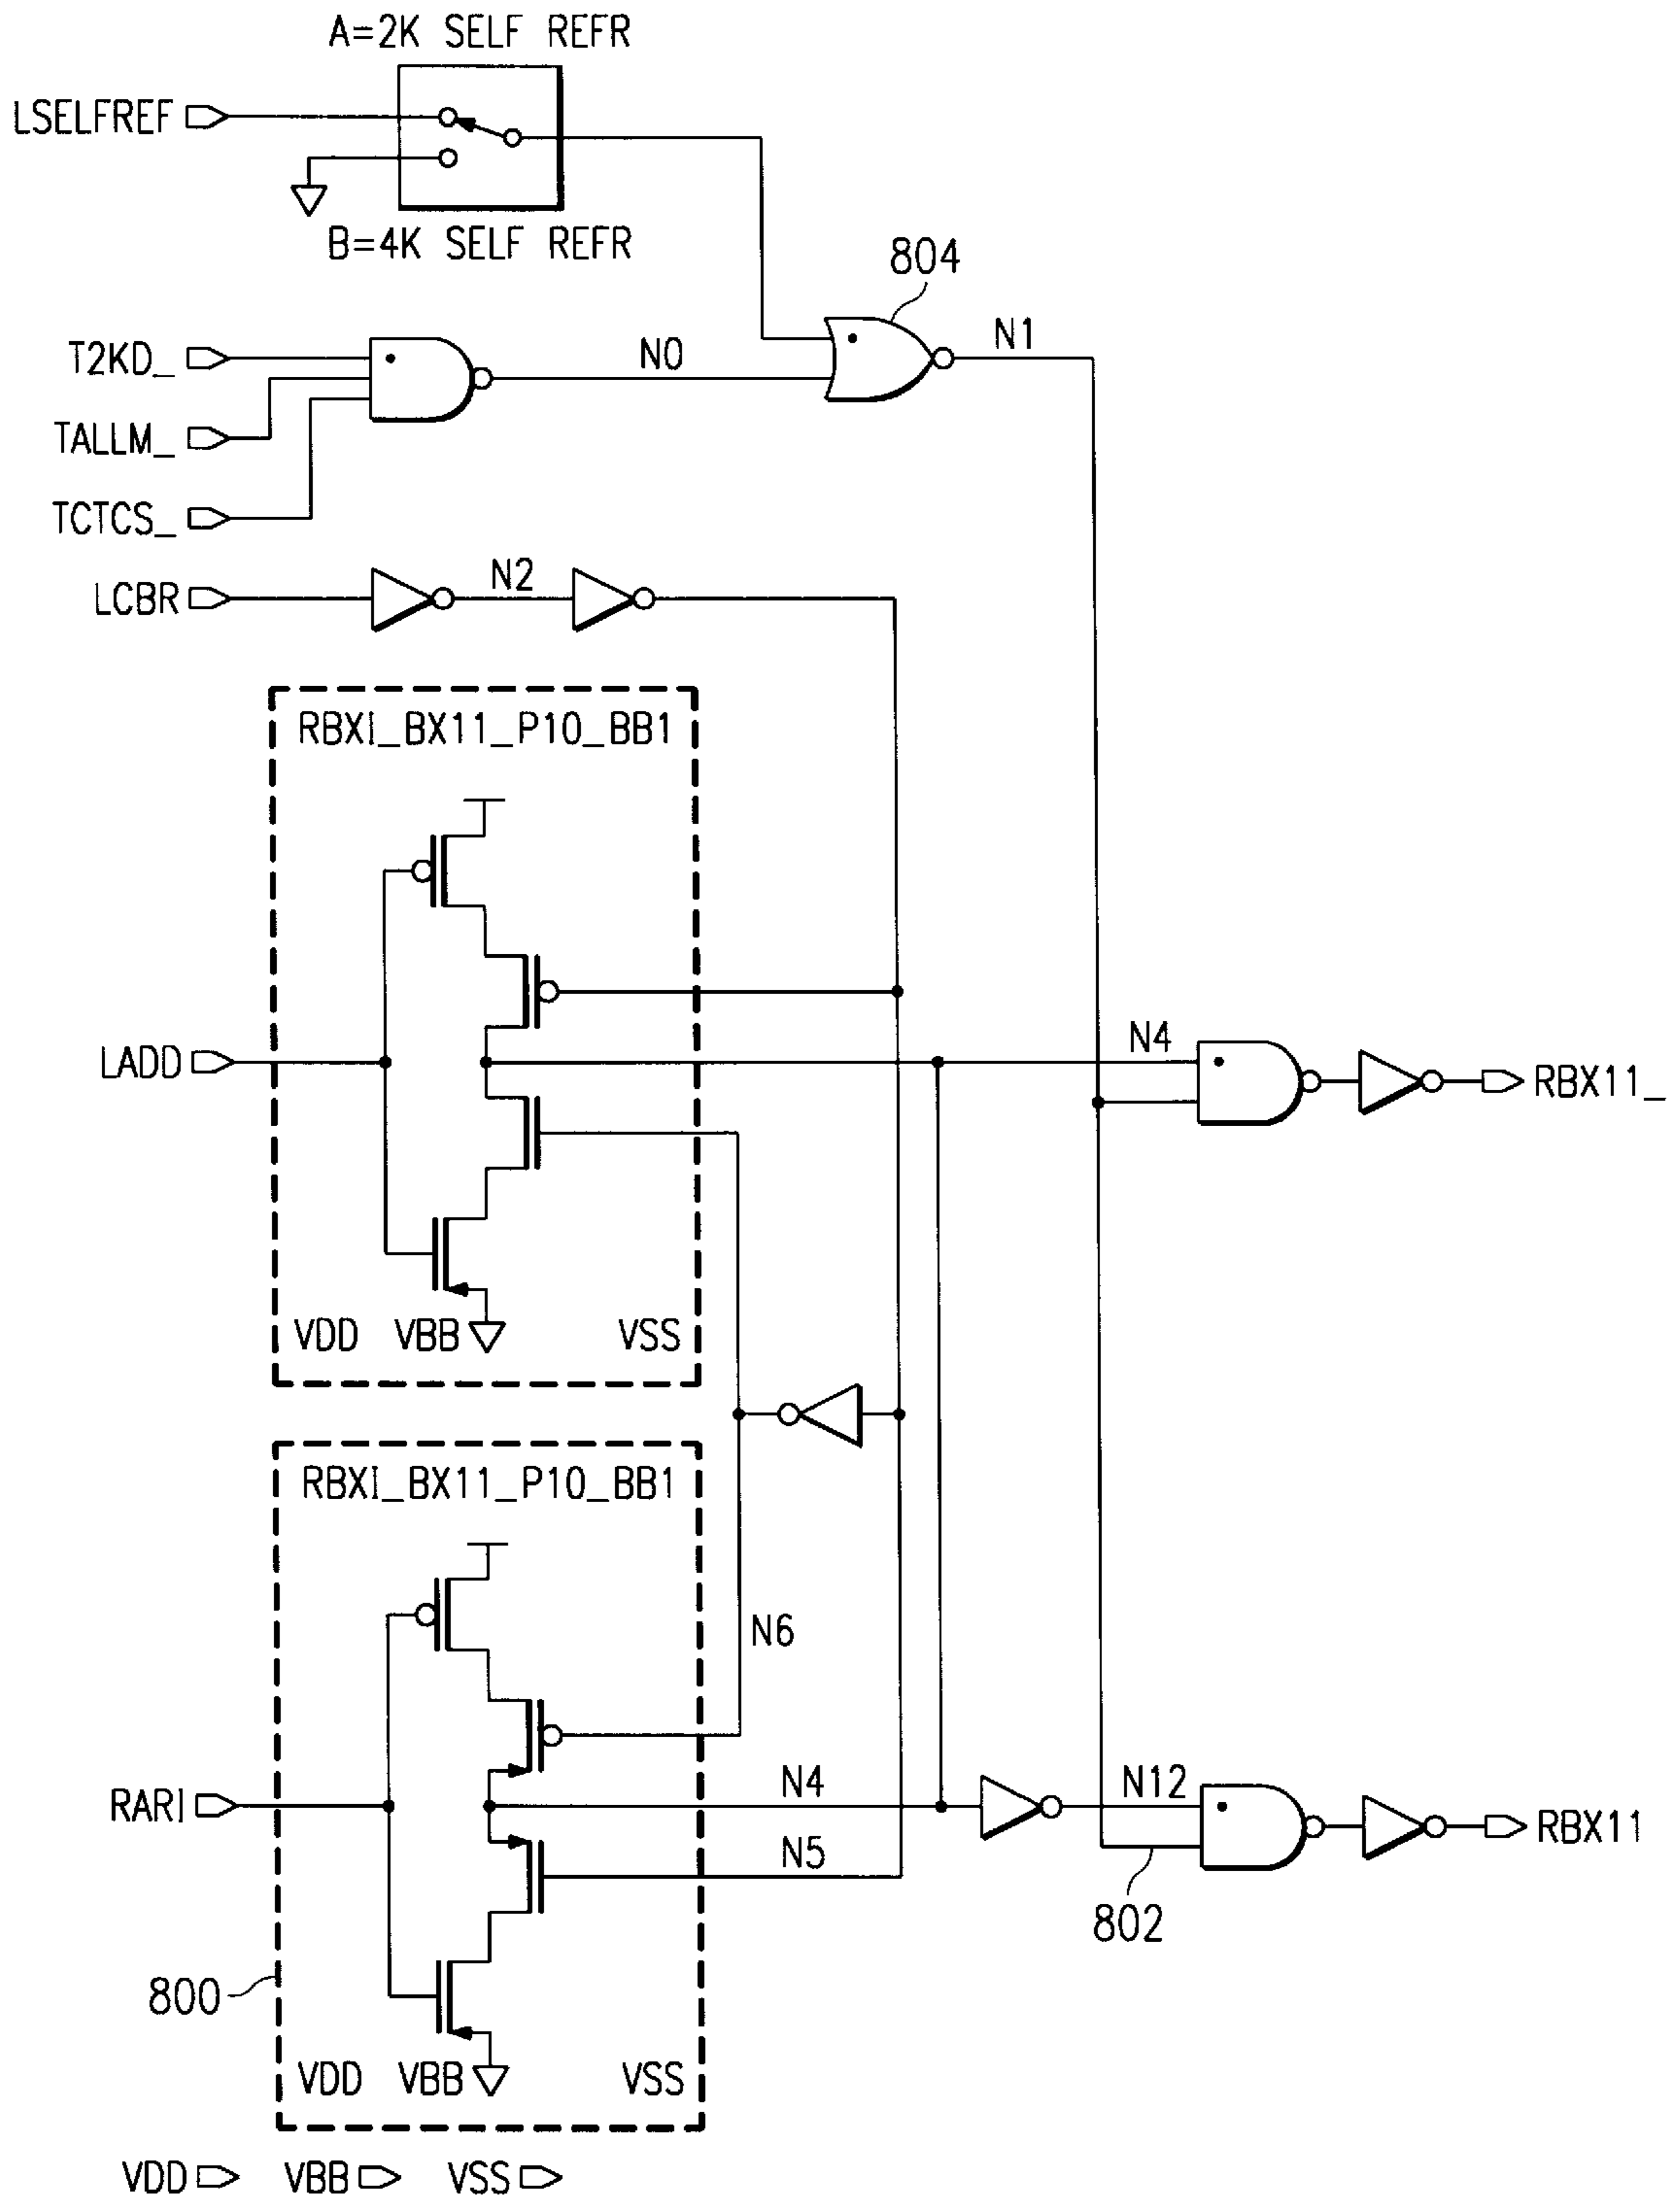 A=2K SELF REFR
LSELFREF
B=4K SELF REFR
804
T2KD_
N0
N1
TALLM_
TCTCS_
LCBR
N2
RBXI_BX11_P10_BB1
LADD
N4
RBX11_
VDD VBB VSS
RBXI_BX11_P10_BB1
N6
RARI
N4
N12
RBX11
N5
802
800
VDD VBB VSS
VDD VBB VSS